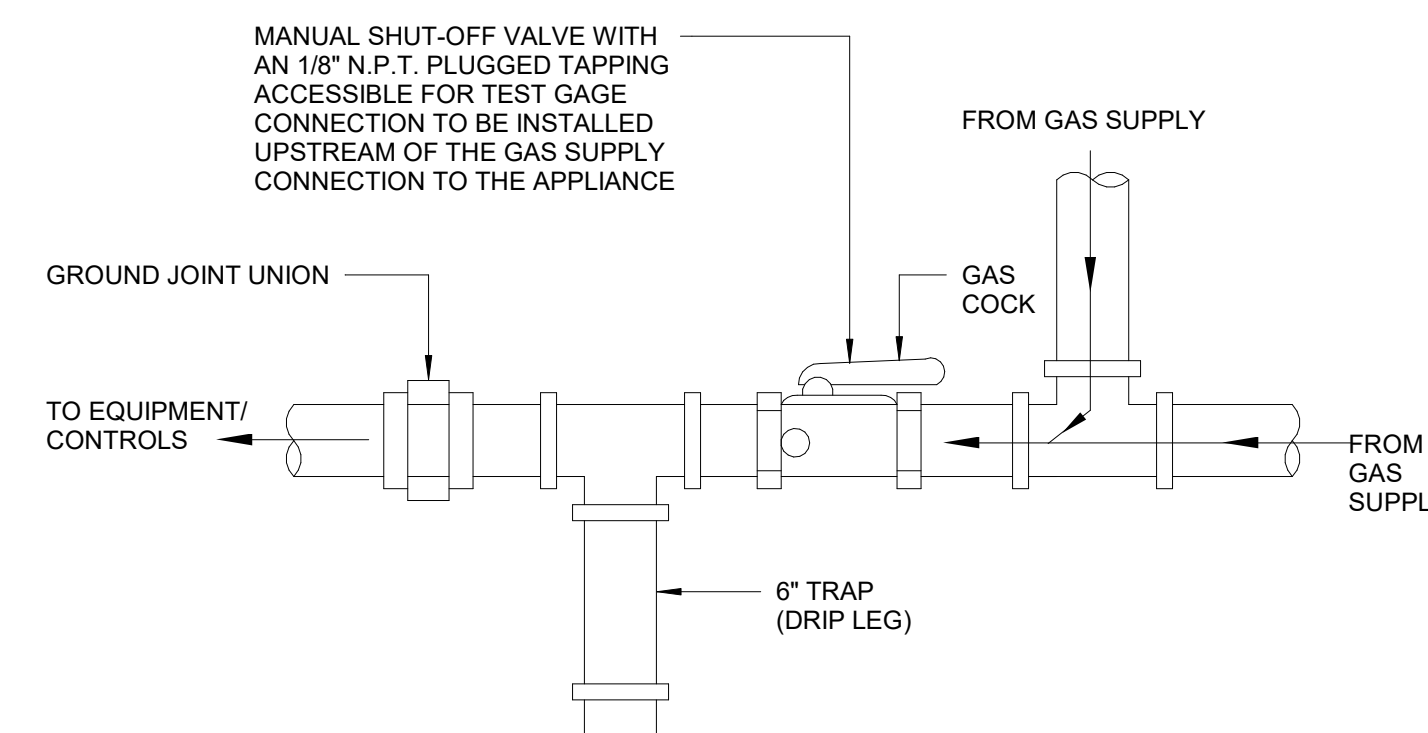 MANUAL SHUT-OFF VALVE WITH
AN 1/8" N.P.T. PLUGGED TAPPING
ACCESSIBLE FOR TEST GAGE
CONNECTION TO BE INSTALLED
UPSTREAM OF THE GAS SUPPLY
CONNECTION TO THE APPLIANCE
FROM GAS SUPPLY
GROUND JOINT UNION
GAS
COCK
TO EQUIPMENT/
CONTROLS
FROM
GAS
SUPPL
6" TRAP
(DRIP LEG)